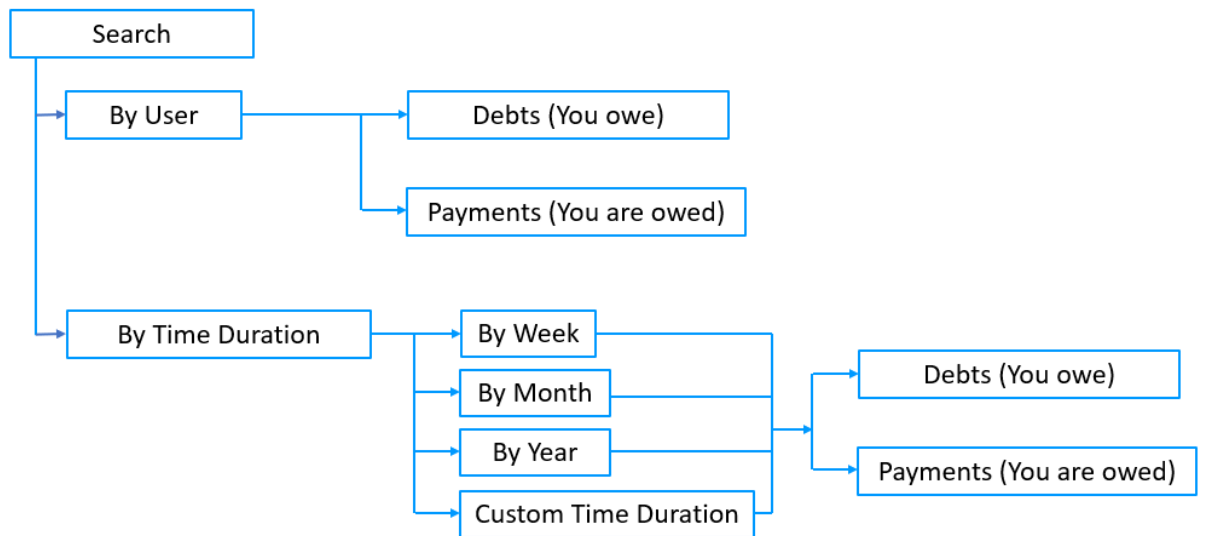 Search
By User
Debts (You owe)
Payments (You are owed)
By Time Duration
By Week
By Month
By Year
Custom Time Duration
Debts (You owe)
Payments (You are owed)